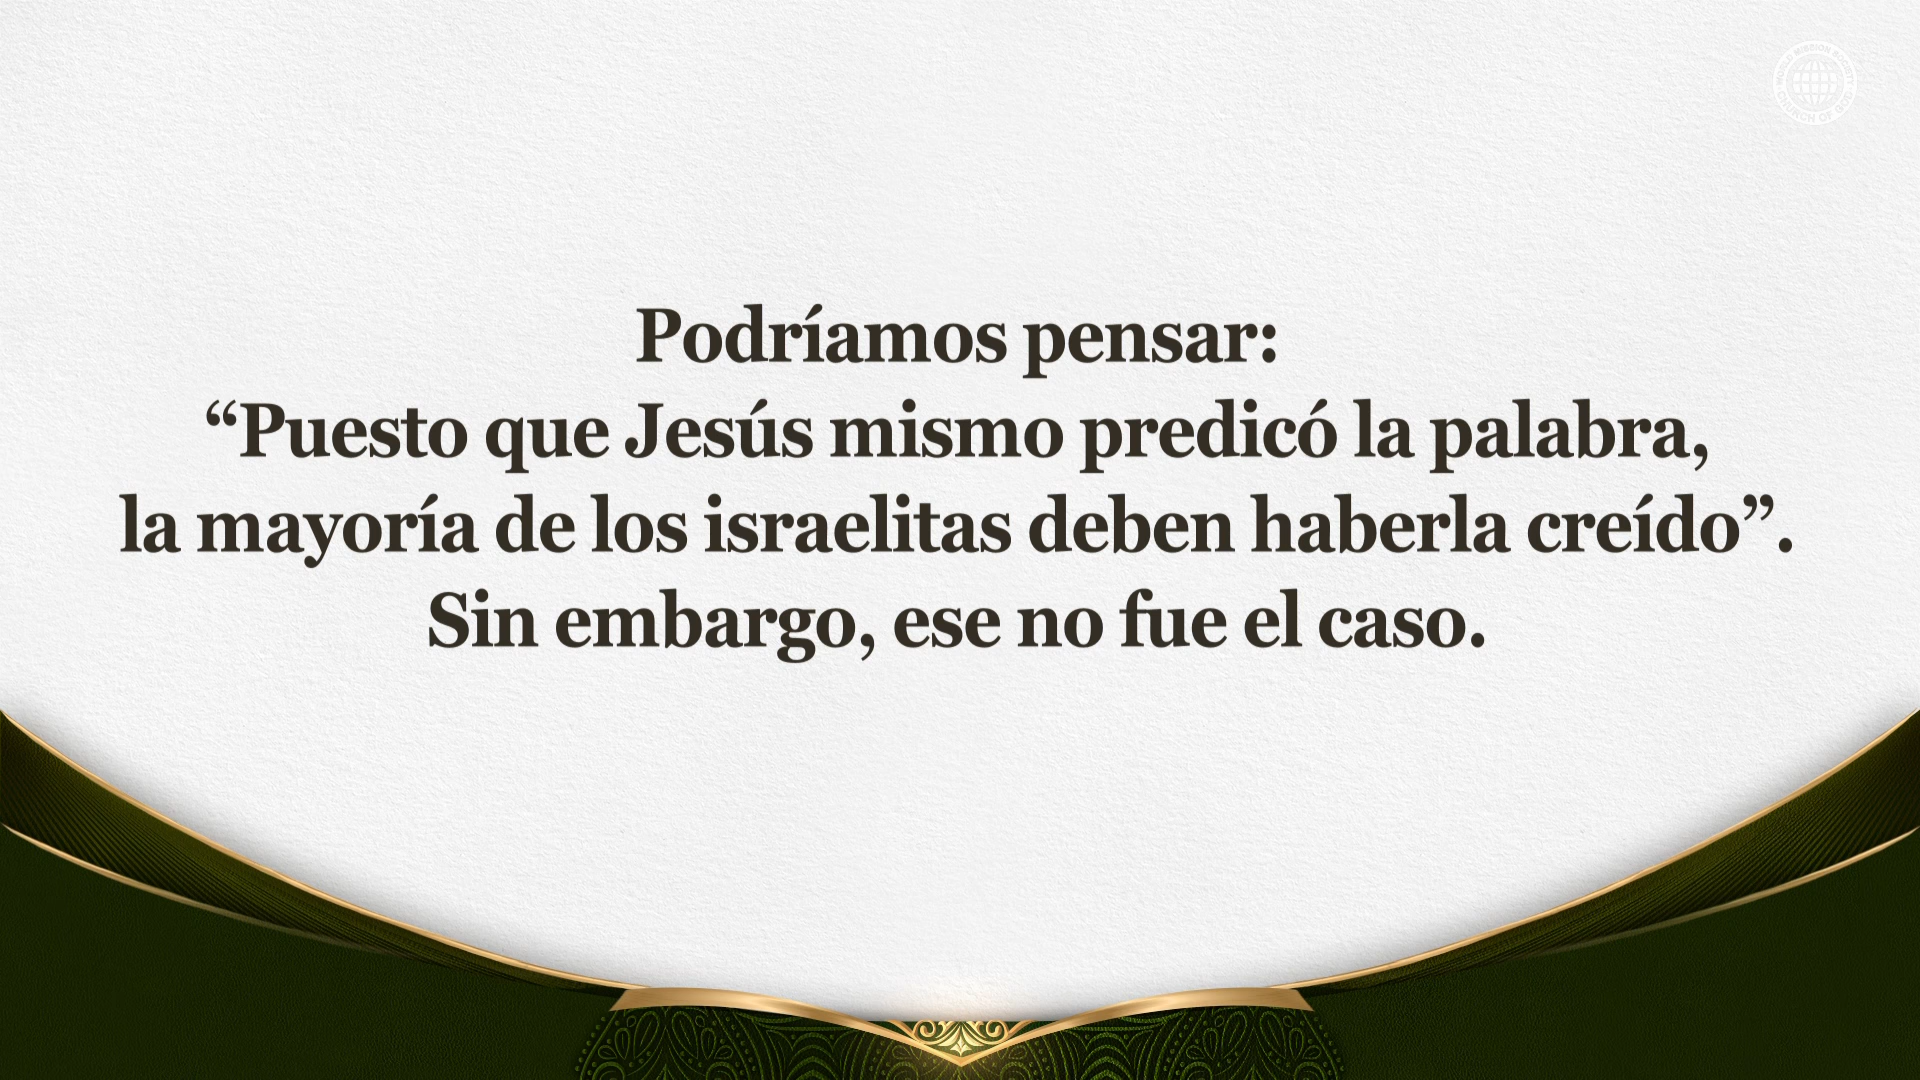 Podríamos pensar:
“Puesto que Jesús mismo predicó la palabra,
la mayoría de los israelitas deben haberla creído”.
Sin embargo, ese no fue el caso.